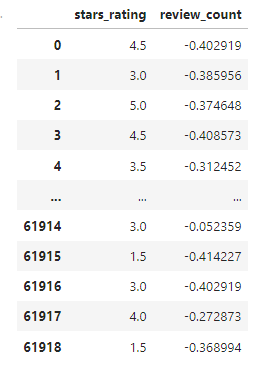 stars_rating review_count
0 4.5 -0.402919
1 3.0 -0.385956
2 5.0 -0.374648
3 4.5 -0.408573
4 3.5 -0.312452
... ... ...
61914 3.0 -0.052359
61915 1.5 -0.414227
61916 3.0 -0.402919
61917 4.0 -0.272873
61918 1.5 -0.368994